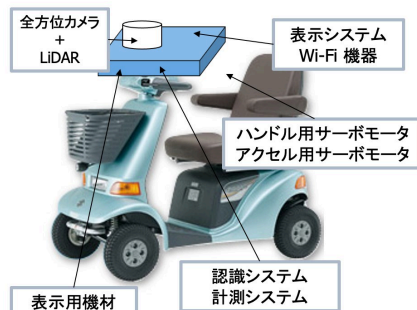 全方位カメラ
+
LiDAR
表示システム
Wi-Fi 機器
ハンドル用サーボモータ
アクセル用サーボモータ
認識システム
計測システム
表示用機材